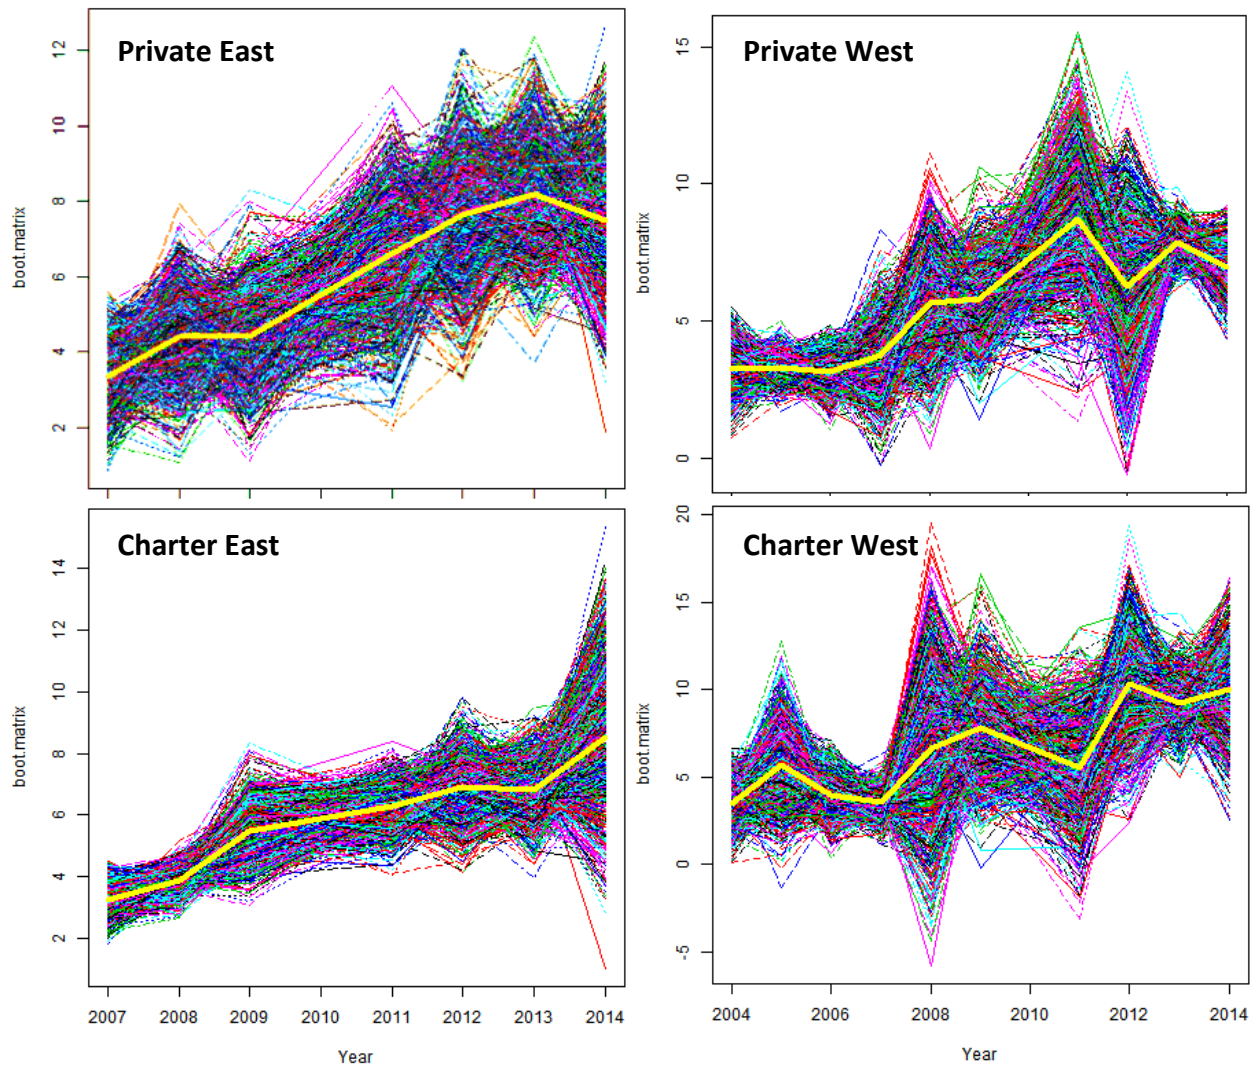 Private East
boot.matrix
12
10
8
6
4
2
Private West
boot.matrix
15
10
5
0
Charter East
boot.matrix
14
12
10
8
6
4
2
2007 2008 2009 2010 2011 2012 2013 2014
Year
Charter West
boot.matrix
20
15
10
5
0
-5
2004 2006 2008 2010 2012 2014
Year